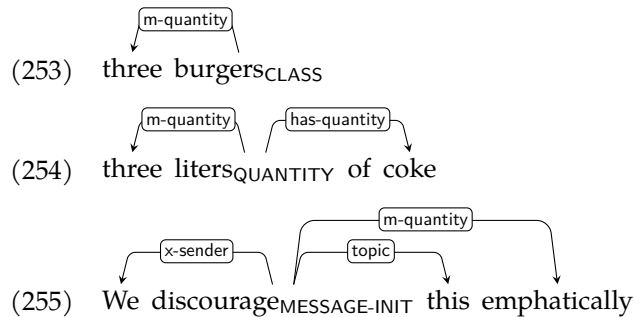 m-quantity
(253) three burgersCLASS
m-quantity has-quantity
(254) three litersQUANTITY of coke
m-quantity
x-sender topic
(255) We discourageMESSAGE-INIT this emphatically